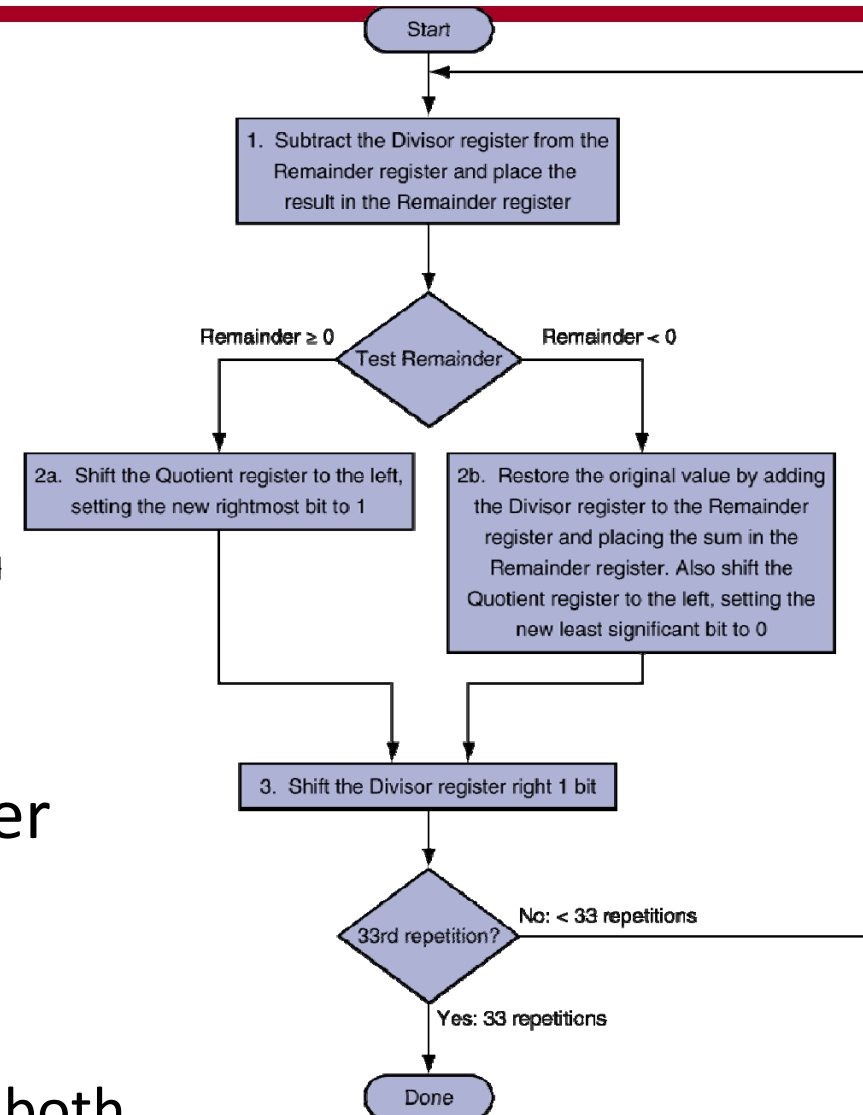 Start
1. Subtract the Divisor register from the
Remainder register and place the
result in the Remainder register
Remainder ≥ 0
Remainder < 0
Test Remainder
2a. Shift the Quotient register to the left,
setting the new rightmost bit to 1
2b. Restore the original value by adding
the Divisor register to the Remainder
register and placing the sum in the
Remainder register. Also shift the
Quotient register to the left, setting the
new least significant bit to 0
3. Shift the Divisor register right 1 bit
er
No: < 33 repetitions
33rd repetition?
Yes: 33 repetitions
Done
both